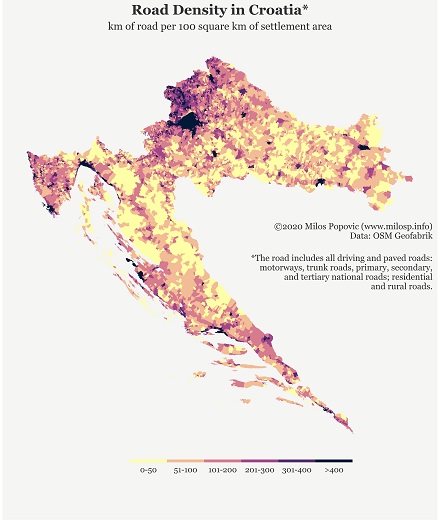 Road Density in Croatia*
km of road per 100 square km of settlement area
©2020 Milos Popovic (www.milosp.info)
Data: OSM Geofabrik
*The road includes all driving and paved roads:
motorways, trunk roads, primary, secondary,
and tertiary national roads; residential
and rural roads.
0-50 51-100 101-200 201-300 301-400 >400